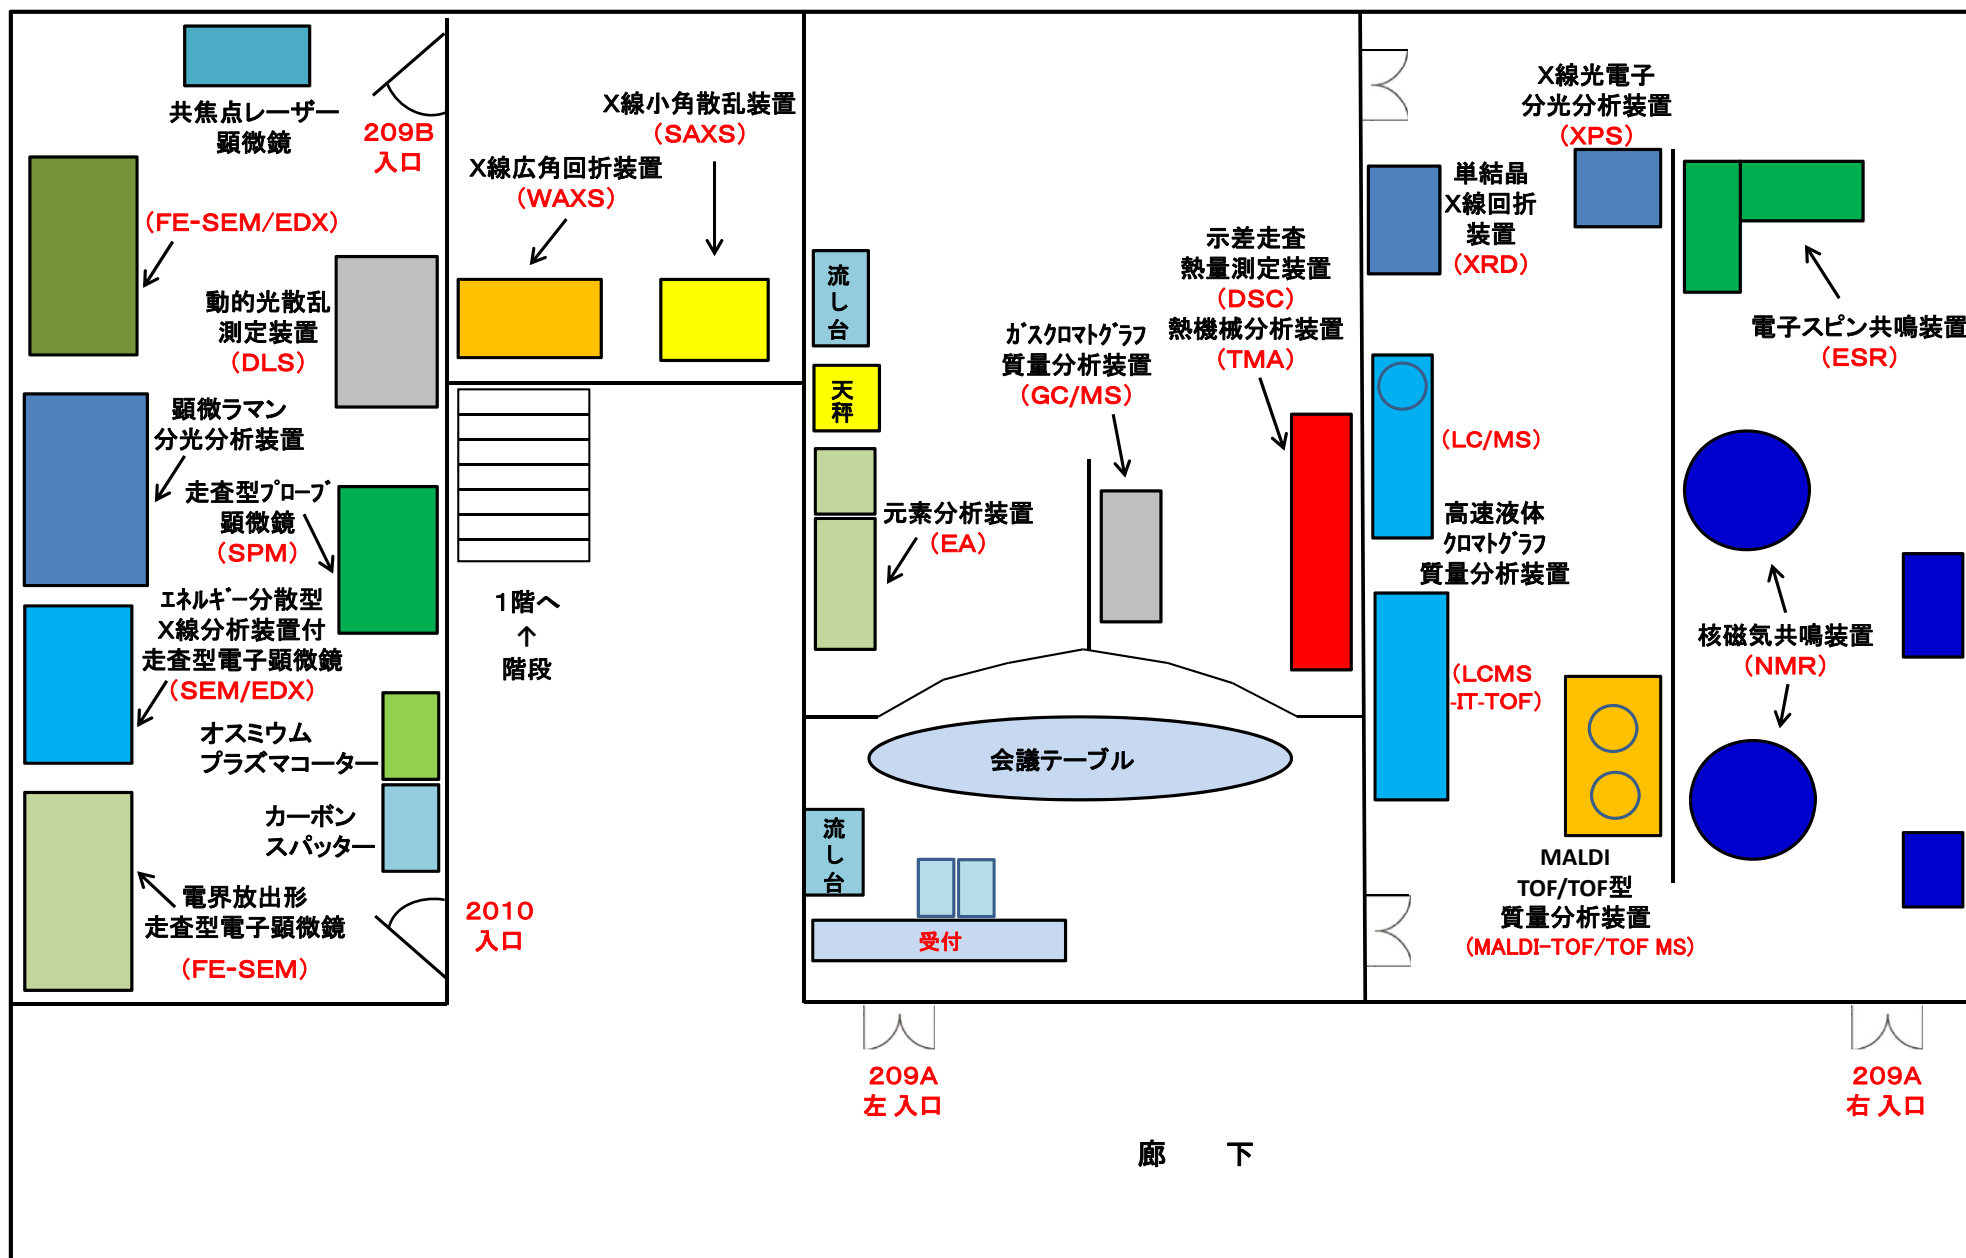 共焦点レーザー
顕微鏡
209B
入口
(FE-SEM/EDX)
動的光散乱
測定装置
(DLS)
顕微ラマン
分光分析装置
走査型プローブ
顕微鏡
(SPM)
エネルギー分散型
X線分析装置付
走査型電子顕微鏡
(SEM/EDX)
オスミウム
プラズマコーター
カーボン
スパッター
電界放出形
走査型電子顕微鏡
(FE-SEM)
2010
入口
X線小角散乱装置
(SAXS)
X線広角回折装置
(WAXS)
1階へ
↑
階段
流し台
天秤
元素分析装置
(EA)
ガスクロマトグラフ
質量分析装置
(GC/MS)
示差走査
熱量測定装置
(DSC)
熱機械分析装置
(TMA)
会議テーブル
流し台
受付
X線光電子
分光分析装置
(XPS)
単結晶
X線回折
装置
(XRD)
電子スピン共鳴装置
(ESR)
(LC/MS)
高速液体
クロマトグラフ
質量分析装置
(LCMS
-IT-TOF)
核磁気共鳴装置
(NMR)
MALDI
TOF/TOF型
質量分析装置
(MALDI-TOF/TOF MS)
209A
左 入口
209A
右 入口
廊 下